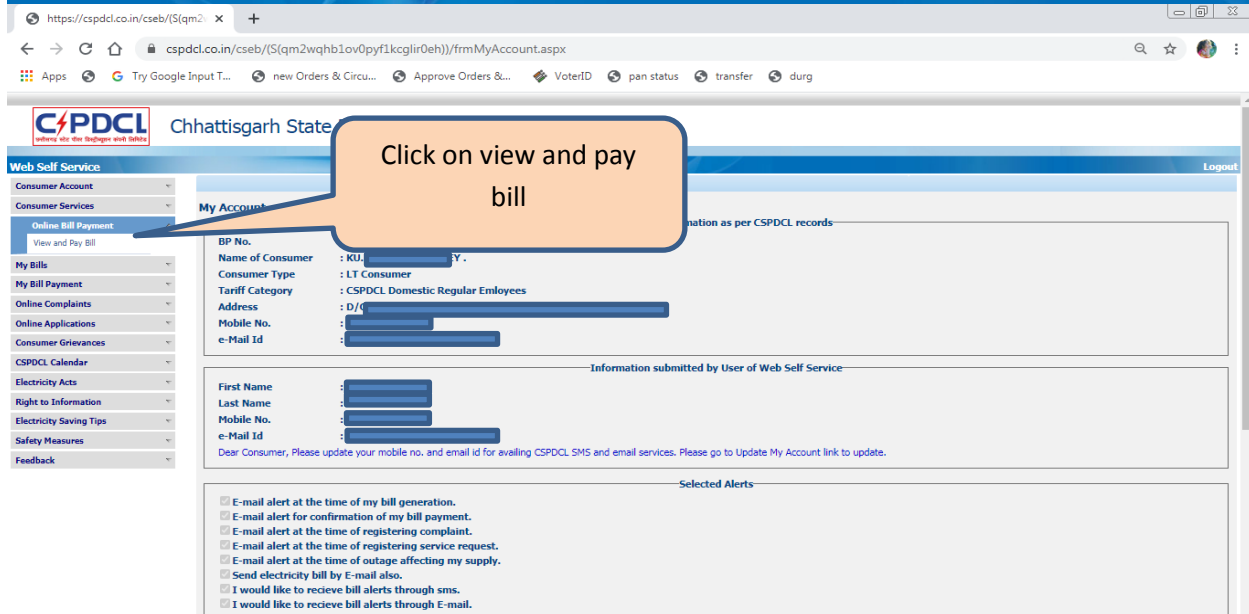 https://cspdcl.co.in/cseb/(S(qm2
cspdcl.co.in/cseb/(S(qm2wqhb1ov0pyf1kcglir0eh))/frmMyAccount.aspx
Apps
Try Google Input T...
new Orders & Circu...
Approve Orders &...
VoterID
pan status
transfer
durg
CSPDCL
छत्तीसगढ़ स्टेट पॉवर डिस्ट्रीब्यूशन कंपनी लिमिटेड
Chhattisgarh State
Click on view and pay
bill
Web Self Service
Logout
Consumer Account
Consumer Services
Online Bill Payment
View and Pay Bill
My Bills
My Bill Payment
Online Complaints
Online Applications
Consumer Grievances
CSPDCL Calendar
Electricity Acts
Right to Information
Electricity Saving Tips
Safety Measures
Feedback
My Account
as per CSPDCL records
BP No.
Name of Consumer : KU. EY .
Consumer Type : LT Consumer
Tariff Category : CSPDCL Domestic Regular Emloyees
Address : D/
Mobile No. :
e-Mail Id :
Information submitted by User of Web Self Service
First Name :
Last Name :
Mobile No. :
e-Mail Id :
Dear Consumer, Please update your mobile no. and email id for availing CSPDCL SMS and email services. Please go to Update My Account link to update.
Selected Alerts
E-mail alert at the time of my bill generation.
E-mail alert for confirmation of my bill payment.
E-mail alert at the time of registering complaint.
E-mail alert at the time of registering service request.
E-mail alert at the time of outage affecting my supply.
Send electricity bill by E-mail also.
I would like to recieve bill alerts through sms.
I would like to recieve bill alerts through E-mail.